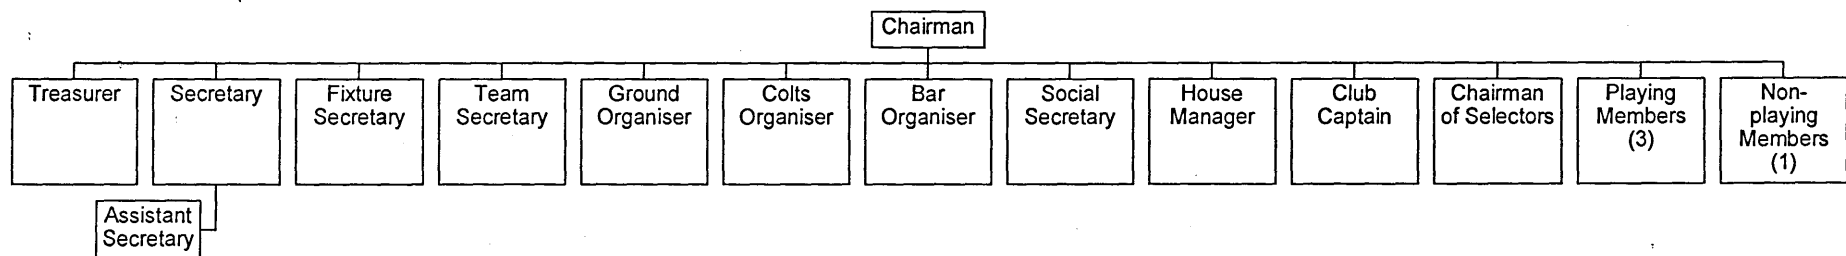 Chairman
Treasurer
Secretary
Fixture
Secretary
Team
Secretary
Ground
Organiser
Colts
Organiser
Bar
Organiser
Social
Secretary
House
Manager
Club
Captain
Chairman
of Selectors
Playing
Members
(3)
Non-
playing
Members
(1)
Assistant
Secretary